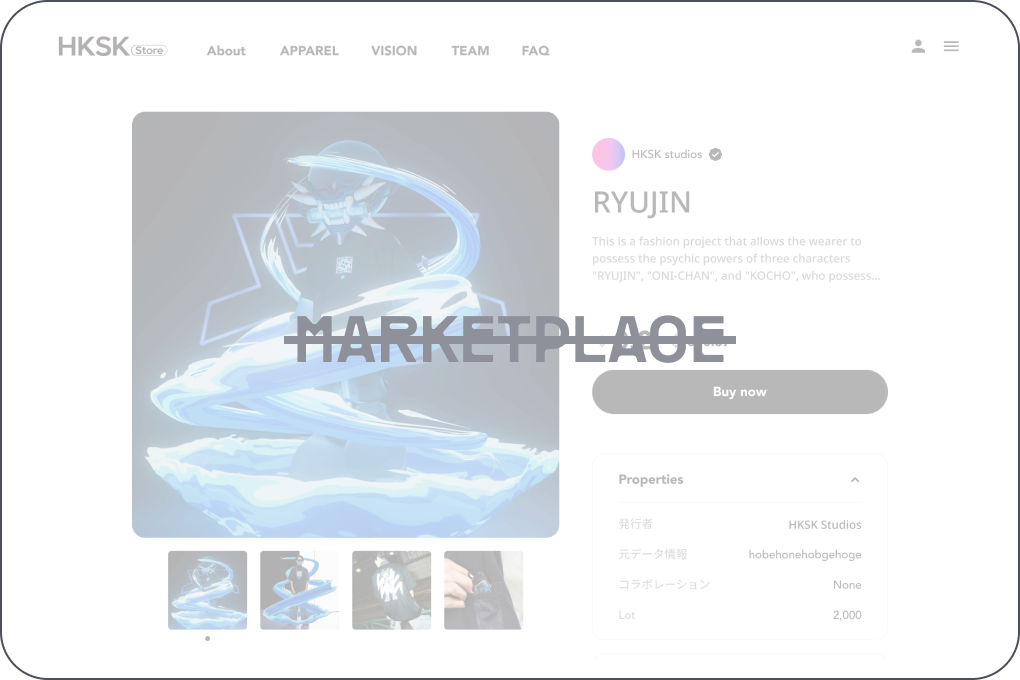 HKSK Store About APPAREL VISION TEAM FAQ
HKSK studios
RYUJIN
This is a fashion project that allows the wearer to
possess the psychic powers of three characters
"RYUJIN", "ONI-CHAN", and "KOCHO", who possess...
MARKETPLACE
Buy now
Properties
発行者 HKSK Studios
元データ情報 hobehonehobgehoge
コラボレーション None
Lot 2,000